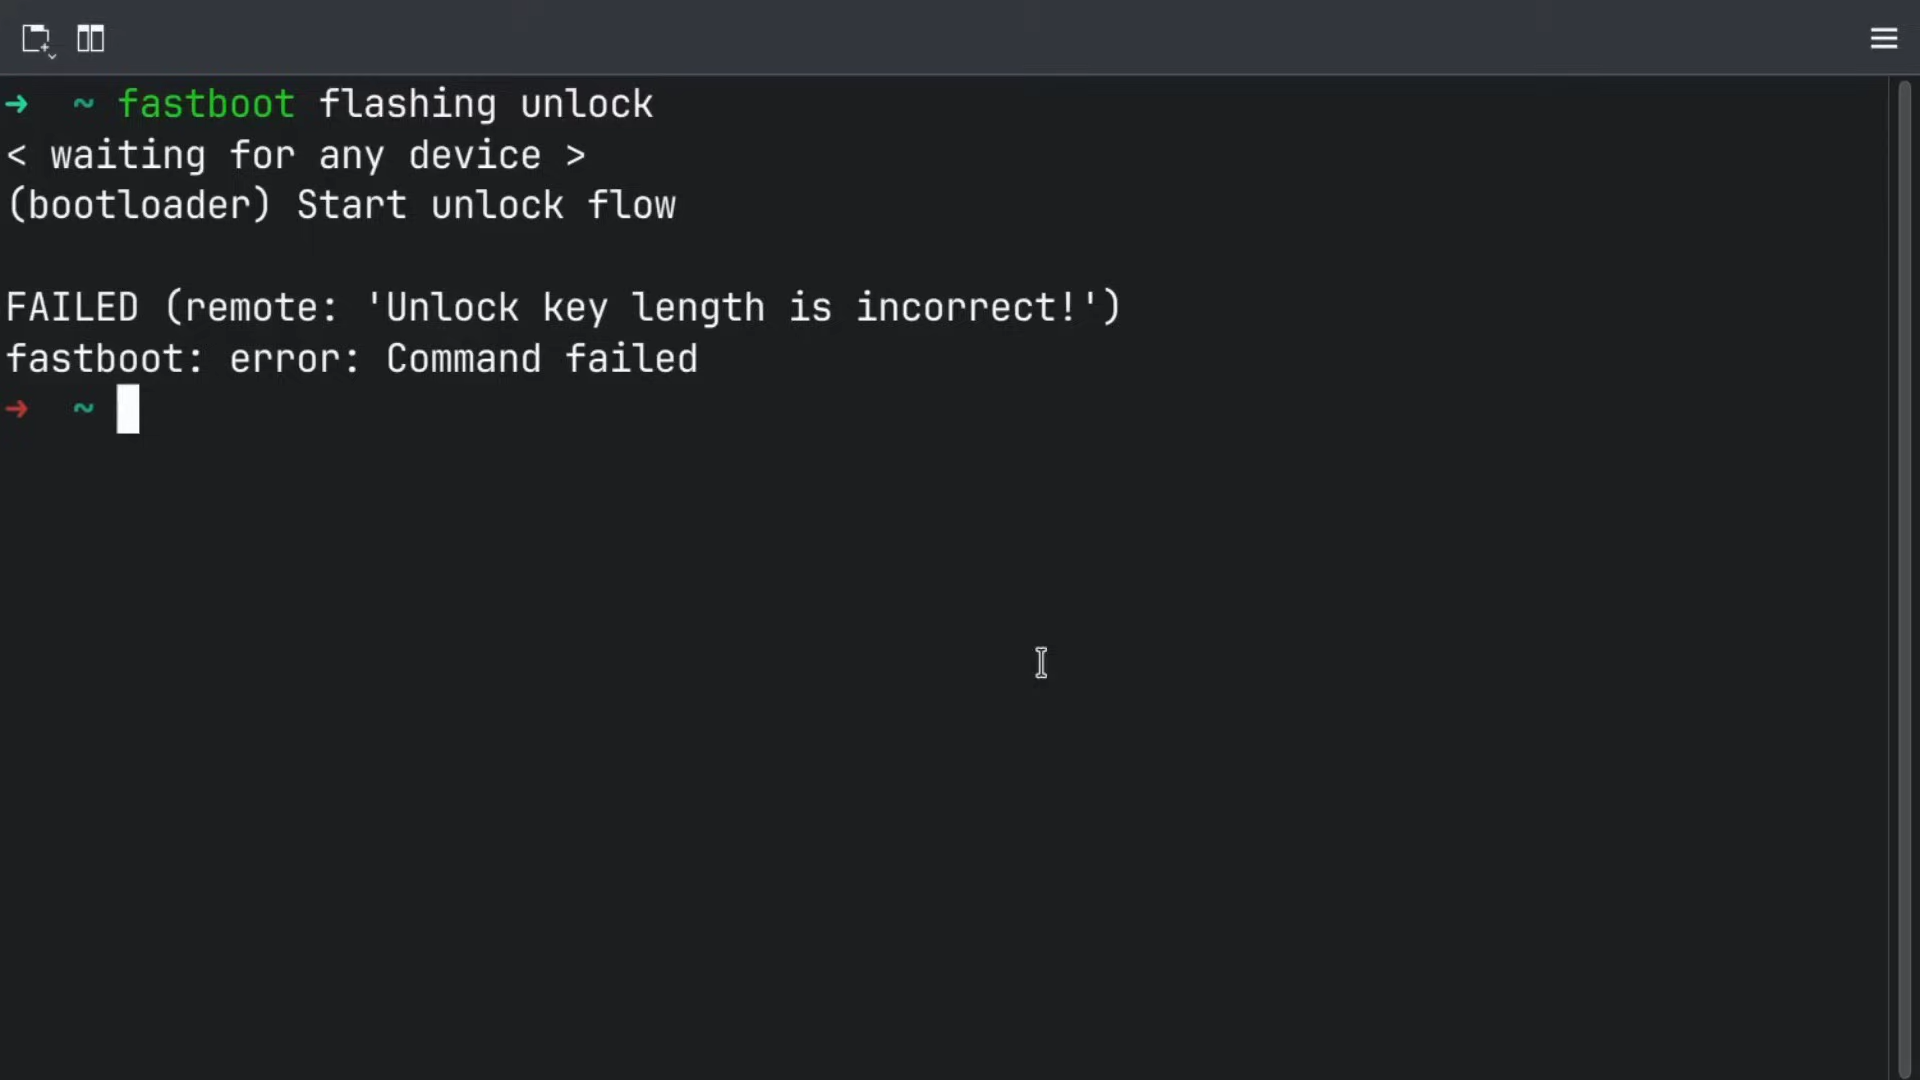 ➜ ~ fastboot flashing unlock
< waiting for any device >
(bootloader) Start unlock flow
FAILED (remote: 'Unlock key length is incorrect!')
fastboot: error: Command failed
➜ ~